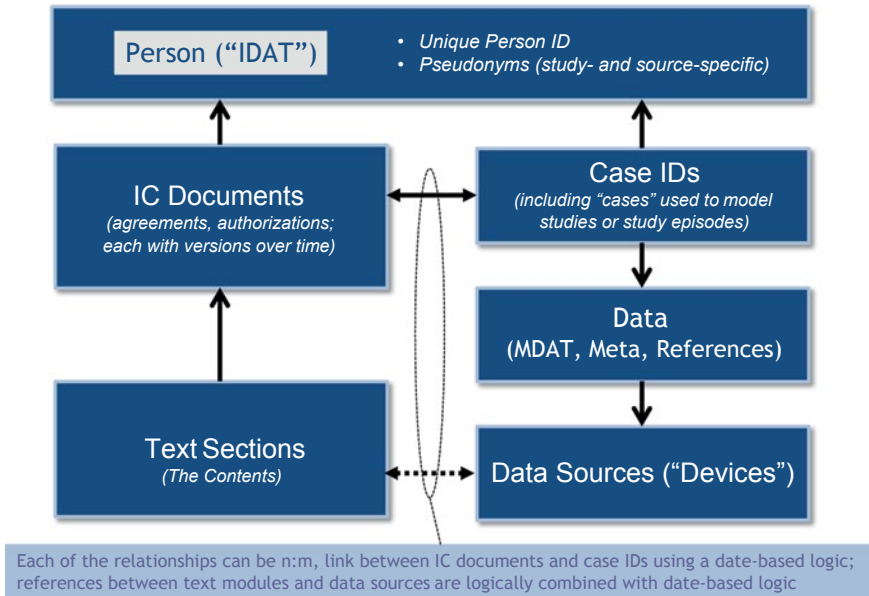 Person (“IDAT”)
• Unique Person ID
• Pseudonyms (study- and source-specific)
IC Documents
(agreements, authorizations;
each with versions over time)
Case IDs
(including “cases” used to model
studies or study episodes)
Data
(MDAT, Meta, References)
Text Sections
(The Contents)
Data Sources (“Devices”)
Each of the relationships can be n:m, link between IC documents and case IDs using a date-based logic;
references between text modules and data sources are logically combined with date-based logic